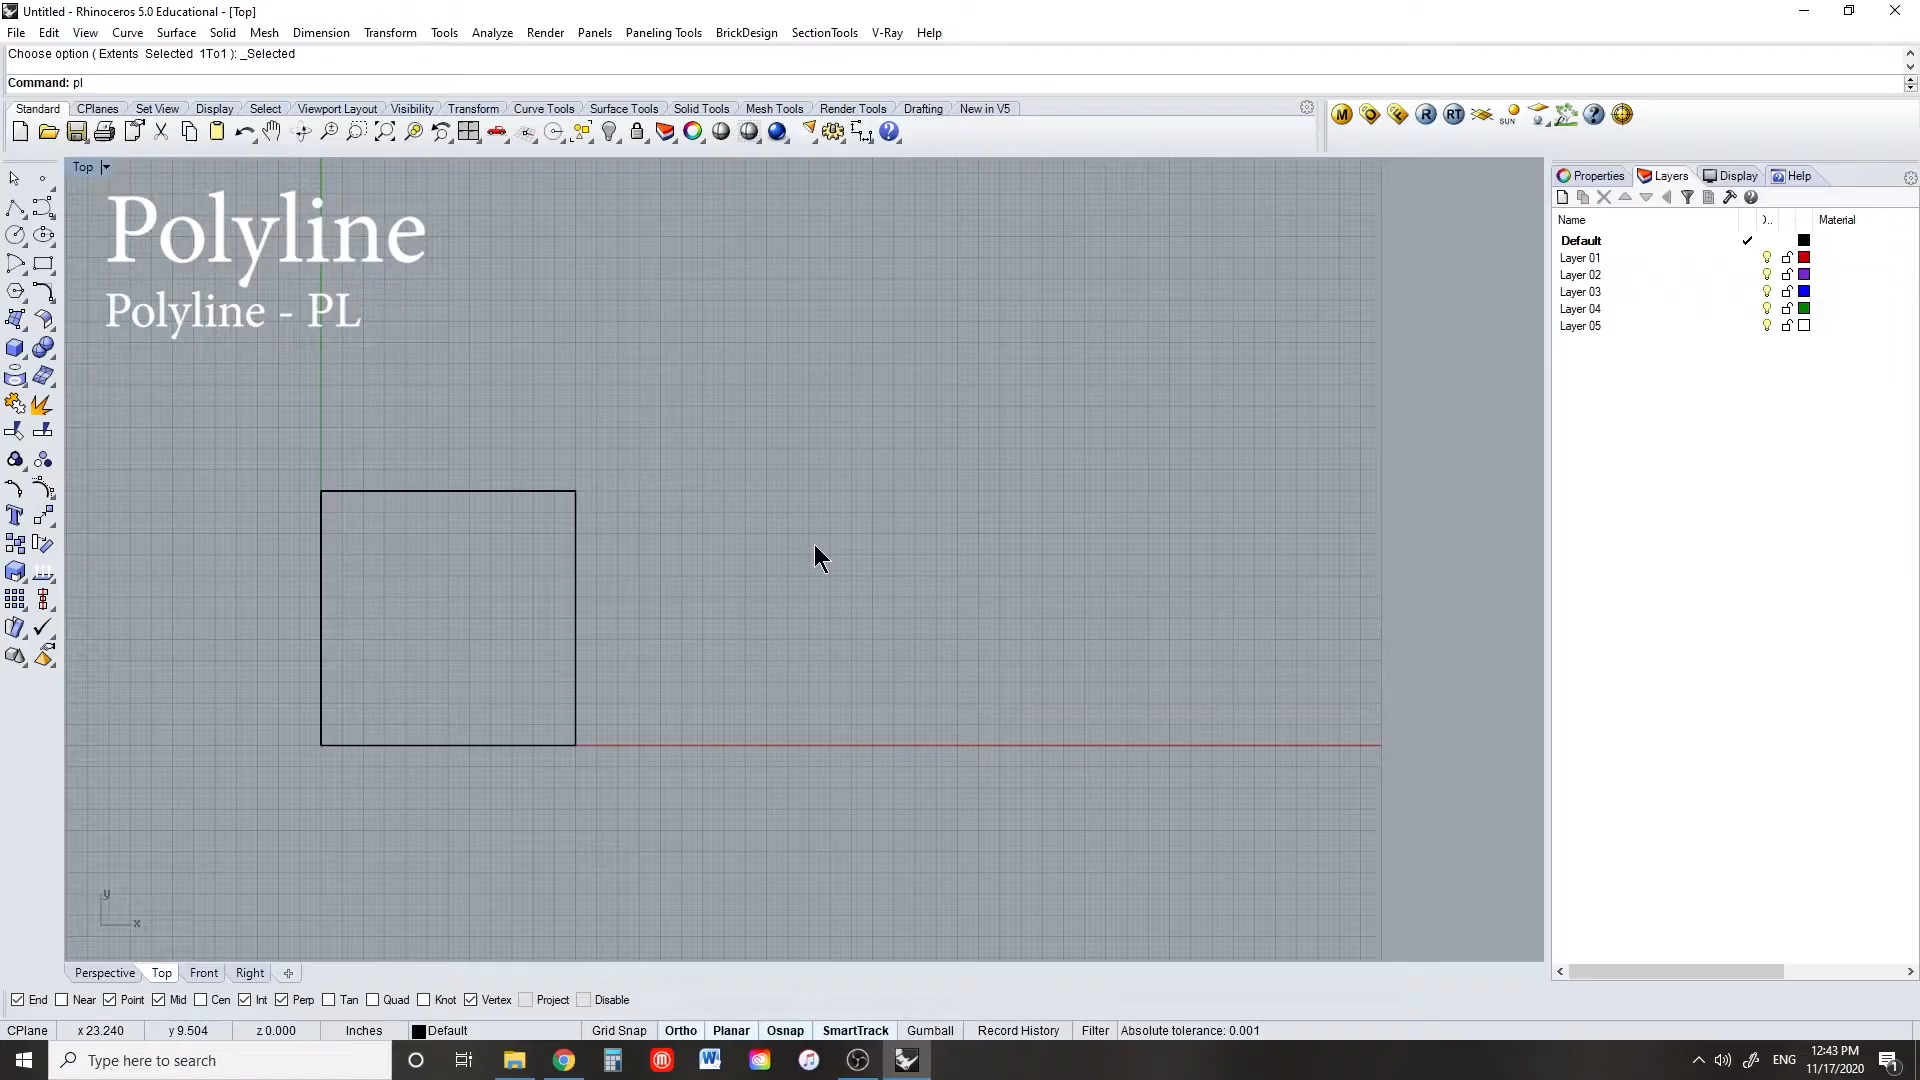 Untitled - Rhinoceros 5.0 Educational - [Top]
File Edit View Curve Surface Solid Mesh Dimension Transform Tools Analyze Render Panels Paneling Tools BrickDesign SectionTools V-Ray Help
Choose option ( Extents Selected 1To1 ): _Selected
Command: pl
Standard CPlanes Set View Display Select Viewport Layout Visibility Transform Curve Tools Surface Tools Solid Tools Mesh Tools Render Tools Drafting New in V5
M R RT SUN
Top
Properties Layers Display Help
Polyline
Polyline - PL
Name Material
Default
Layer 01
Layer 02
Layer 03
Layer 04
Layer 05
y
x
Perspective Top Front Right
End Near Point Mid Cen Int Perp Tan Quad Knot Vertex Project Disable
CPlane x 23.240 y 9.504 z 0.000 Inches Default Grid Snap Ortho Planar Osnap SmartTrack Gumball Record History Filter Absolute tolerance: 0.001
Type here to search
ENG
12:43 PM
11/17/2020
1